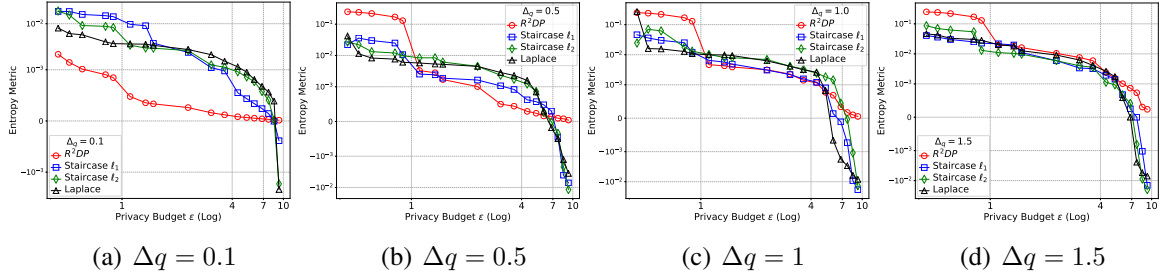 Entropy Metric
10⁻²
10⁻³
0
−10⁻¹
Δq = 0.1
R²DP
Staircase ℓ₁
Staircase ℓ₂
Laplace
1 4 7 10
Privacy Budget ε (Log)
(a) Δq = 0.1
Entropy Metric
10⁻²
10⁻³
0
−10⁻³
−10⁻²
Δq = 0.5
R²DP
Staircase ℓ₁
Staircase ℓ₂
Laplace
1 4 7 10
Privacy Budget ε (Log)
(b) Δq = 0.5
Entropy Metric
10⁻²
10⁻³
0
−10⁻³
−10⁻²
Δq = 1.0
R²DP
Staircase ℓ₁
Staircase ℓ₂
Laplace
1 4 7 10
Privacy Budget ε (Log)
(c) Δq = 1
Entropy Metric
10⁻²
10⁻³
0
−10⁻³
−10⁻²
Δq = 1.5
R²DP
Staircase ℓ₁
Staircase ℓ₂
Laplace
1 4 7 10
Privacy Budget ε (Log)
(d) Δq = 1.5